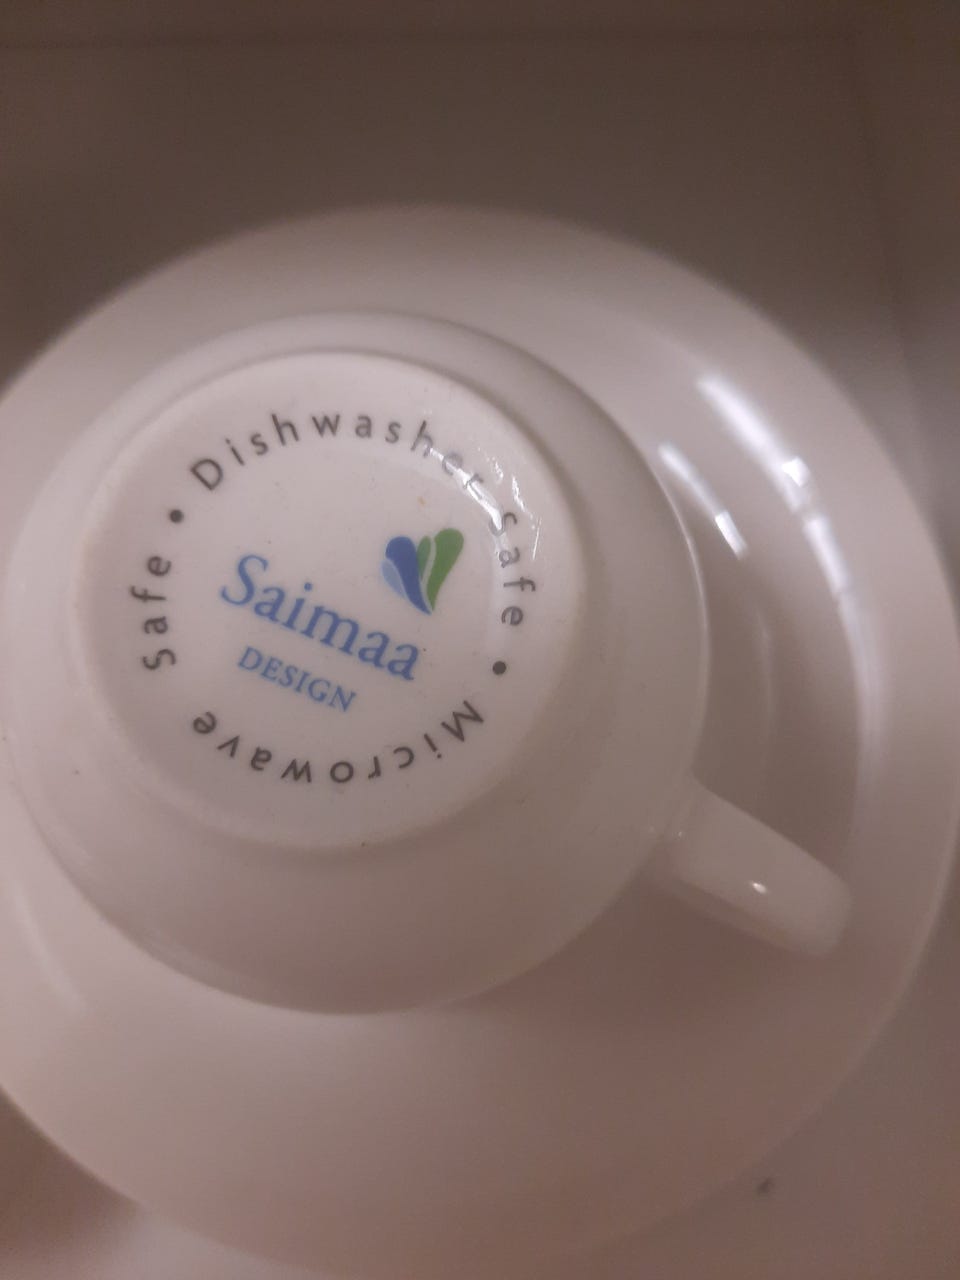 Dishwasher safe • Microwave Safe •
Saimaa
DESIGN